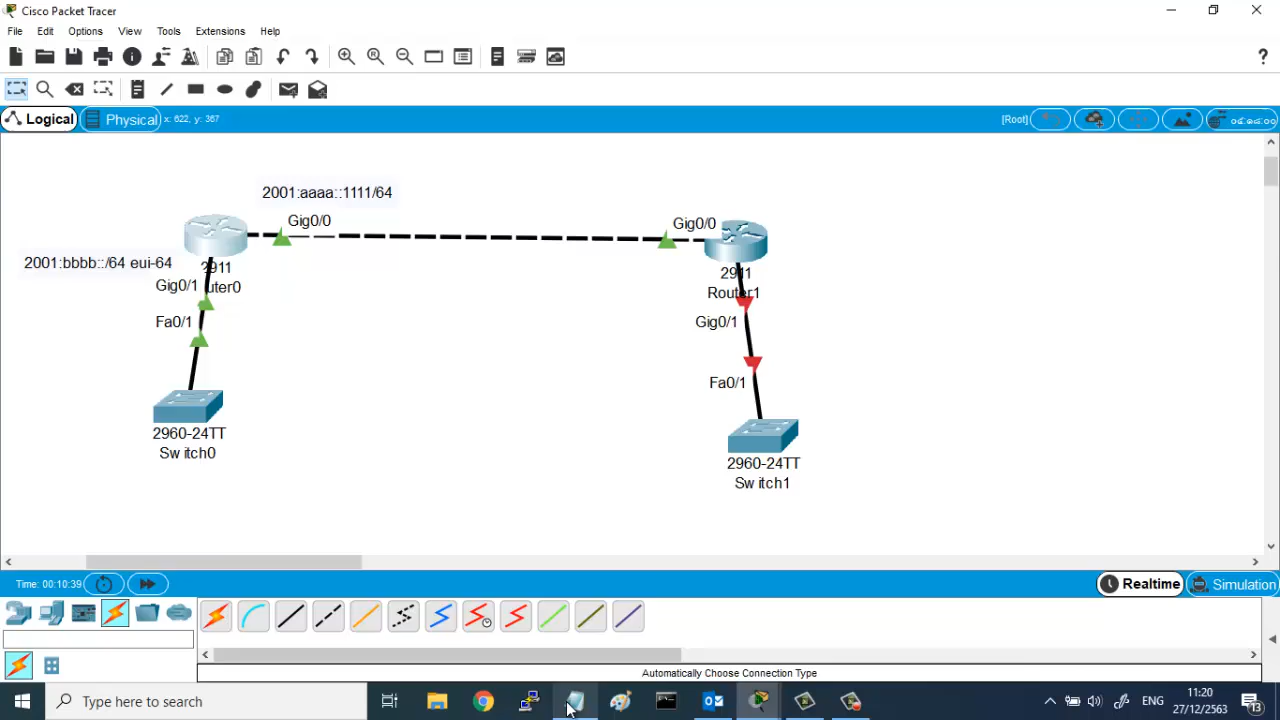 Cisco Packet Tracer
File Edit Options View Tools Extensions Help
?
Logical Physical x: 622, y: 367 [Root]
2001:aaaa::1111/64
Gig0/0
Gig0/0
2001:bbbb::/64 eui-64
2911
uter0
2911
Router1
Gig0/1
Gig0/1
Fa0/1
Fa0/1
2960-24TT
Switch0
2960-24TT
Switch1
Time: 00:10:39 Realtime Simulation
Automatically Choose Connection Type
Type here to search
ENG
11:20
27/12/2563
13